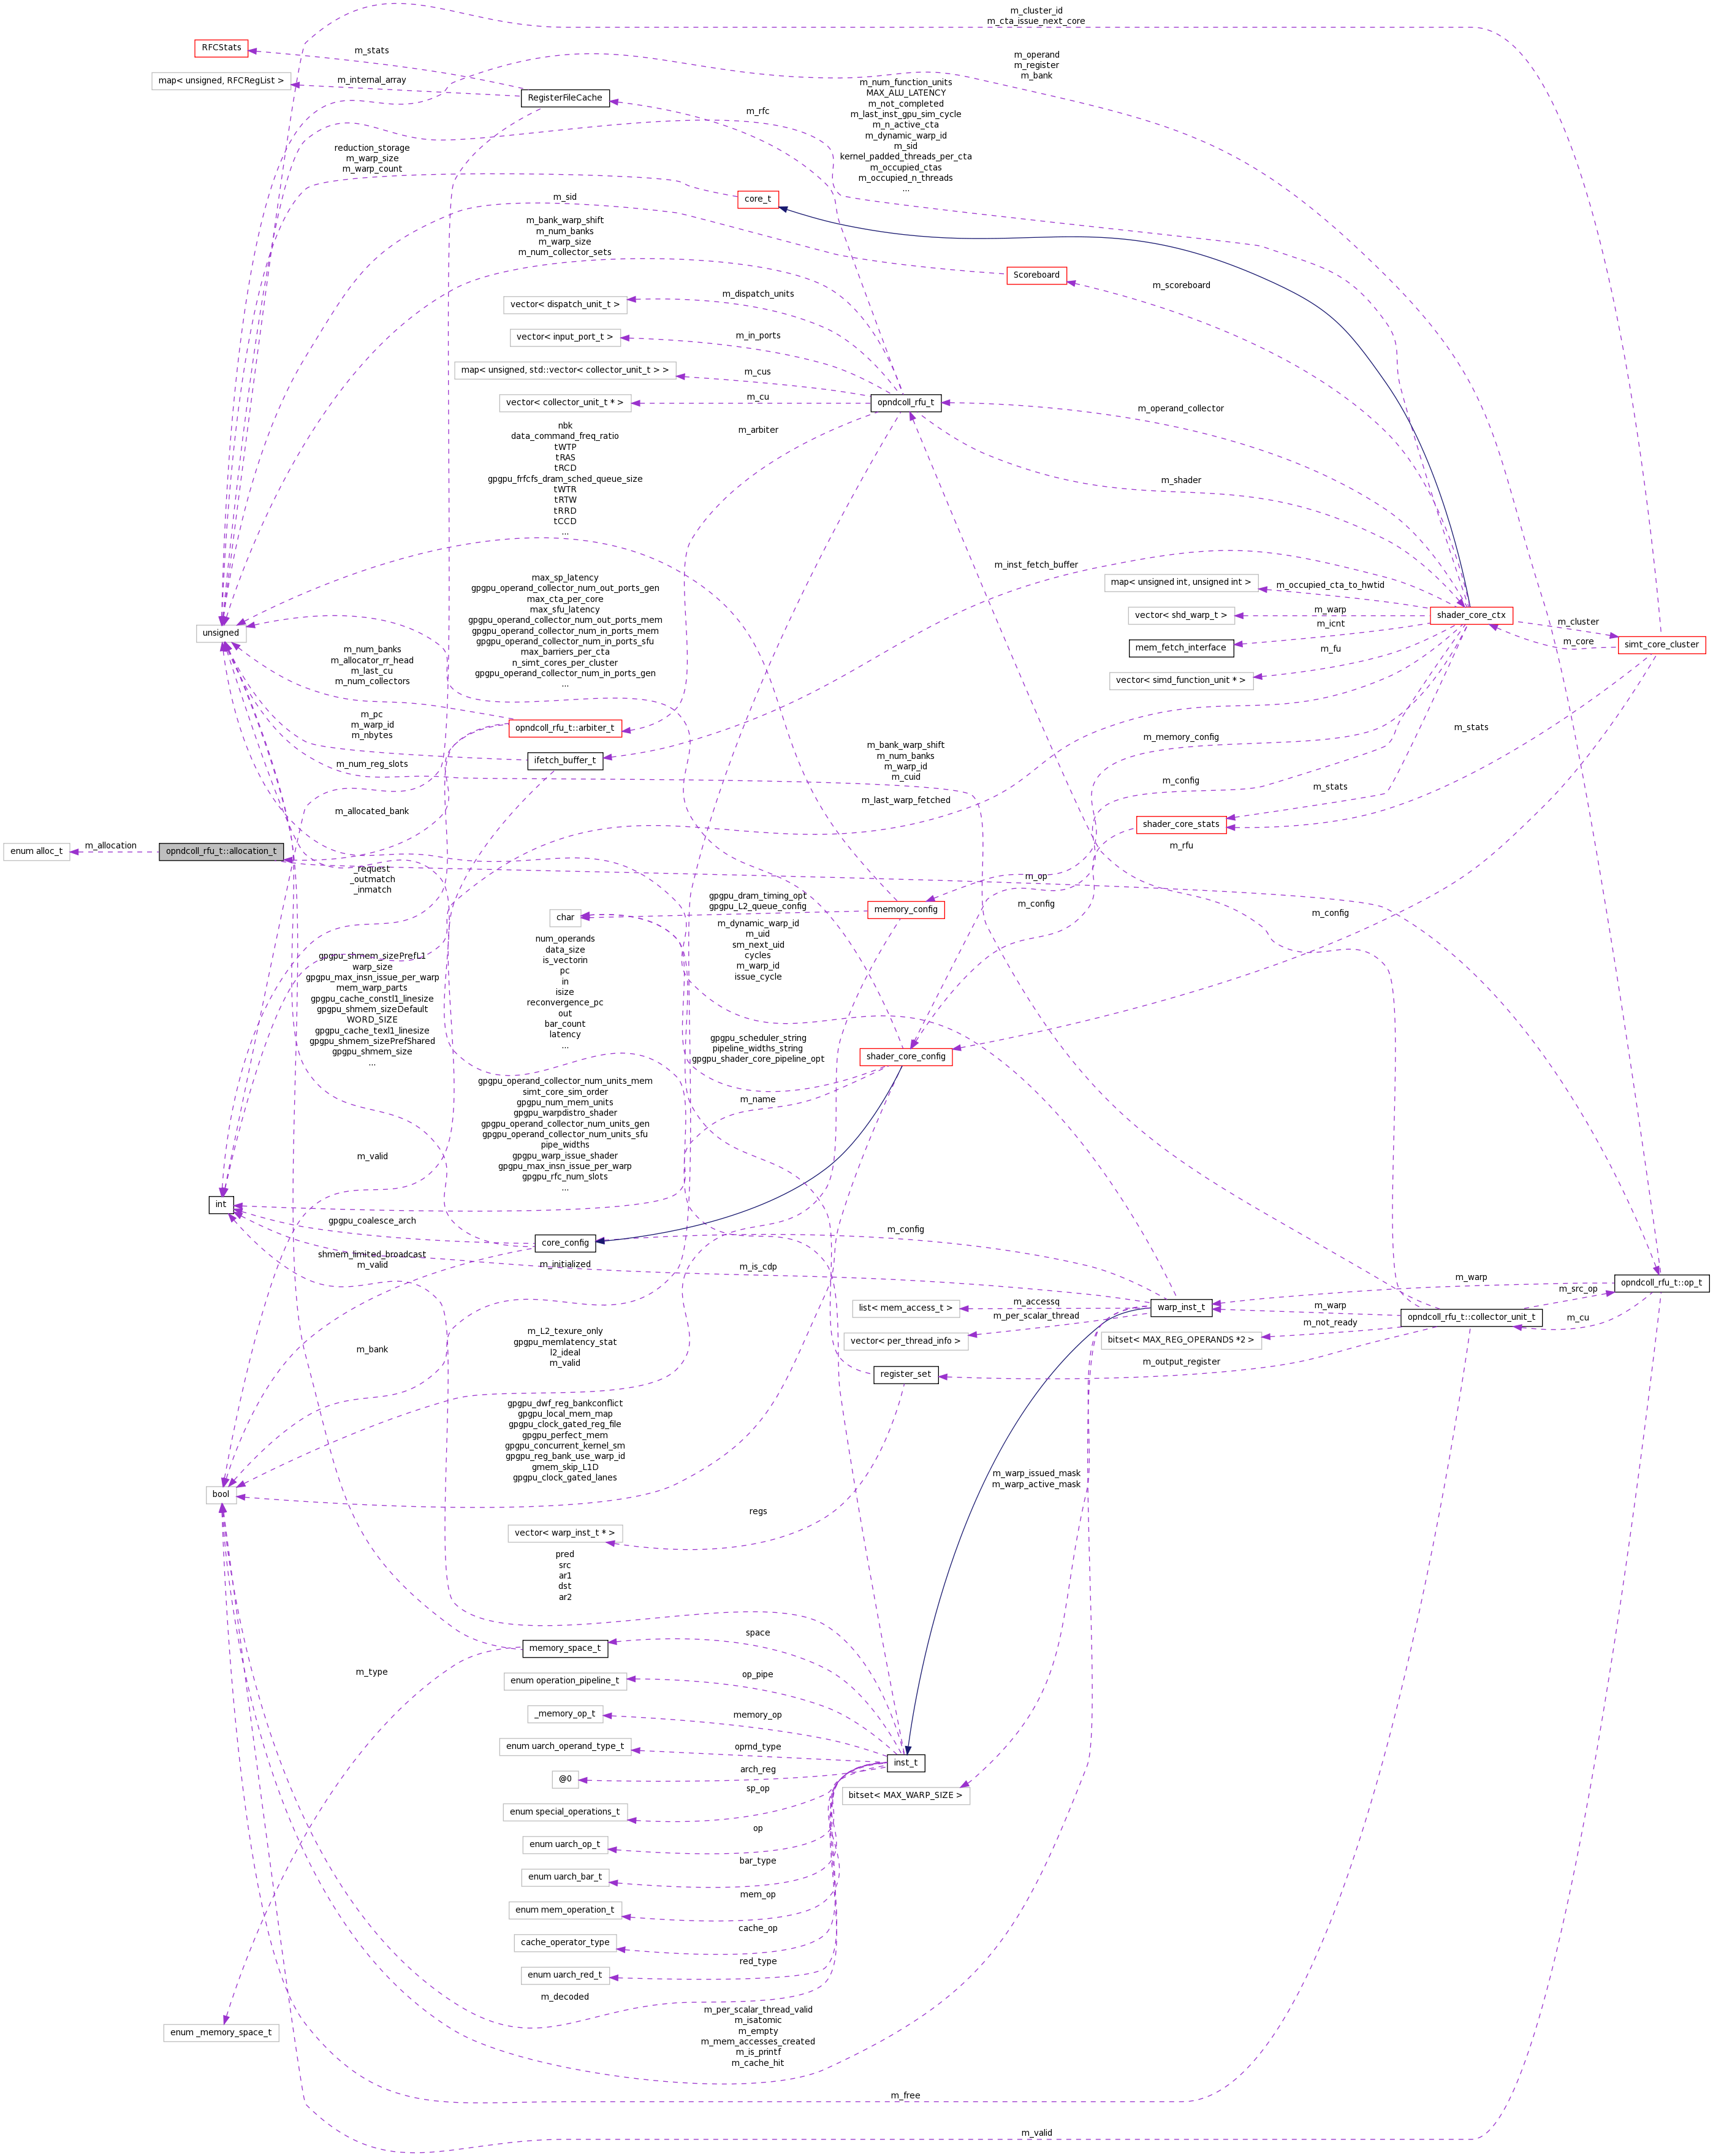 m_cluster_id
m_cta_issue_next_core
RFCStats
m_stats
m_operand
m_register
m_bank
map< unsigned, RFCRegList >
m_internal_array
RegisterFileCache
m_rfc
m_num_function_units
MAX_ALU_LATENCY
m_not_completed
m_last_inst_gpu_sim_cycle
m_n_active_cta
m_dynamic_warp_id
m_sid
kernel_padded_threads_per_cta
m_occupied_ctas
m_occupied_n_threads
...
reduction_storage
m_warp_size
m_warp_count
core_t
m_sid
m_bank_warp_shift
m_num_banks
m_warp_size
m_num_collector_sets
Scoreboard
m_scoreboard
vector< dispatch_unit_t >
m_dispatch_units
vector< input_port_t >
m_in_ports
map< unsigned, std::vector< collector_unit_t > >
m_cus
vector< collector_unit_t * >
m_cu
opndcoll_rfu_t
m_operand_collector
m_arbiter
m_shader
nbk
data_command_freq_ratio
tWTP
tRAS
tRCD
gpgpu_frfcfs_dram_sched_queue_size
tWTR
tRTW
tRRD
tCCD
...
m_inst_fetch_buffer
map< unsigned int, unsigned int >
m_occupied_cta_to_hwtid
vector< shd_warp_t >
m_warp
shader_core_ctx
m_icnt
mem_fetch_interface
m_cluster
m_core
simt_core_cluster
m_fu
vector< simd_function_unit * >
unsigned
max_sp_latency
gpgpu_operand_collector_num_out_ports_gen
max_cta_per_core
max_sfu_latency
gpgpu_operand_collector_num_out_ports_mem
gpgpu_operand_collector_num_in_ports_mem
gpgpu_operand_collector_num_in_ports_sfu
max_barriers_per_cta
n_simt_cores_per_cluster
gpgpu_operand_collector_num_in_ports_gen
...
m_num_banks
m_allocator_rr_head
m_last_cu
m_num_collectors
m_pc
m_warp_id
m_nbytes
opndcoll_rfu_t::arbiter_t
ifetch_buffer_t
m_num_reg_slots
m_bank_warp_shift
m_num_banks
m_warp_id
m_cuid
m_memory_config
m_stats
m_config
m_stats
m_last_warp_fetched
m_allocated_bank
shader_core_stats
m_rfu
enum alloc_t
m_allocation
opndcoll_rfu_t::allocation_t
_request
_outmatch
_inmatch
m_op
m_config
m_config
char
gpgpu_dram_timing_opt
gpgpu_L2_queue_config
memory_config
m_dynamic_warp_id
m_uid
sm_next_uid
cycles
m_warp_id
issue_cycle
num_operands
data_size
is_vectorin
pc
in
isize
reconvergence_pc
out
bar_count
latency
...
gpgpu_shmem_sizePrefL1
warp_size
gpgpu_max_insn_issue_per_warp
mem_warp_parts
gpgpu_cache_constl1_linesize
gpgpu_shmem_sizeDefault
WORD_SIZE
gpgpu_cache_texl1_linesize
gpgpu_shmem_sizePrefShared
gpgpu_shmem_size
...
gpgpu_scheduler_string
pipeline_widths_string
gpgpu_shader_core_pipeline_opt
shader_core_config
m_name
gpgpu_operand_collector_num_units_mem
simt_core_sim_order
gpgpu_num_mem_units
gpgpu_warpdistro_shader
gpgpu_operand_collector_num_units_gen
gpgpu_operand_collector_num_units_sfu
pipe_widths
gpgpu_warp_issue_shader
gpgpu_max_insn_issue_per_warp
gpgpu_rfc_num_slots
...
m_valid
int
gpgpu_coalesce_arch
core_config
m_config
shmem_limited_broadcast
m_valid
m_initialized
m_is_cdp
m_warp
opndcoll_rfu_t::op_t
m_src_op
m_cu
list< mem_access_t >
m_accessq
warp_inst_t
m_warp
opndcoll_rfu_t::collector_unit_t
m_per_scalar_thread
vector< per_thread_info >
bitset< MAX_REG_OPERANDS *2 >
m_not_ready
m_output_register
register_set
m_bank
m_L2_texure_only
gpgpu_memlatency_stat
l2_ideal
m_valid
gpgpu_dwf_reg_bankconflict
gpgpu_local_mem_map
gpgpu_clock_gated_reg_file
gpgpu_perfect_mem
gpgpu_concurrent_kernel_sm
gpgpu_reg_bank_use_warp_id
gmem_skip_L1D
gpgpu_clock_gated_lanes
m_warp_issued_mask
m_warp_active_mask
bool
regs
vector< warp_inst_t * >
pred
src
ar1
dst
ar2
memory_space_t
space
m_type
enum operation_pipeline_t
op_pipe
_memory_op_t
memory_op
enum uarch_operand_type_t
oprnd_type
inst_t
@0
arch_reg
bitset< MAX_WARP_SIZE >
enum special_operations_t
sp_op
enum uarch_op_t
op
enum uarch_bar_t
bar_type
enum mem_operation_t
mem_op
cache_operator_type
cache_op
enum uarch_red_t
red_type
m_decoded
enum _memory_space_t
m_per_scalar_thread_valid
m_isatomic
m_empty
m_mem_accesses_created
m_is_printf
m_cache_hit
m_free
m_valid